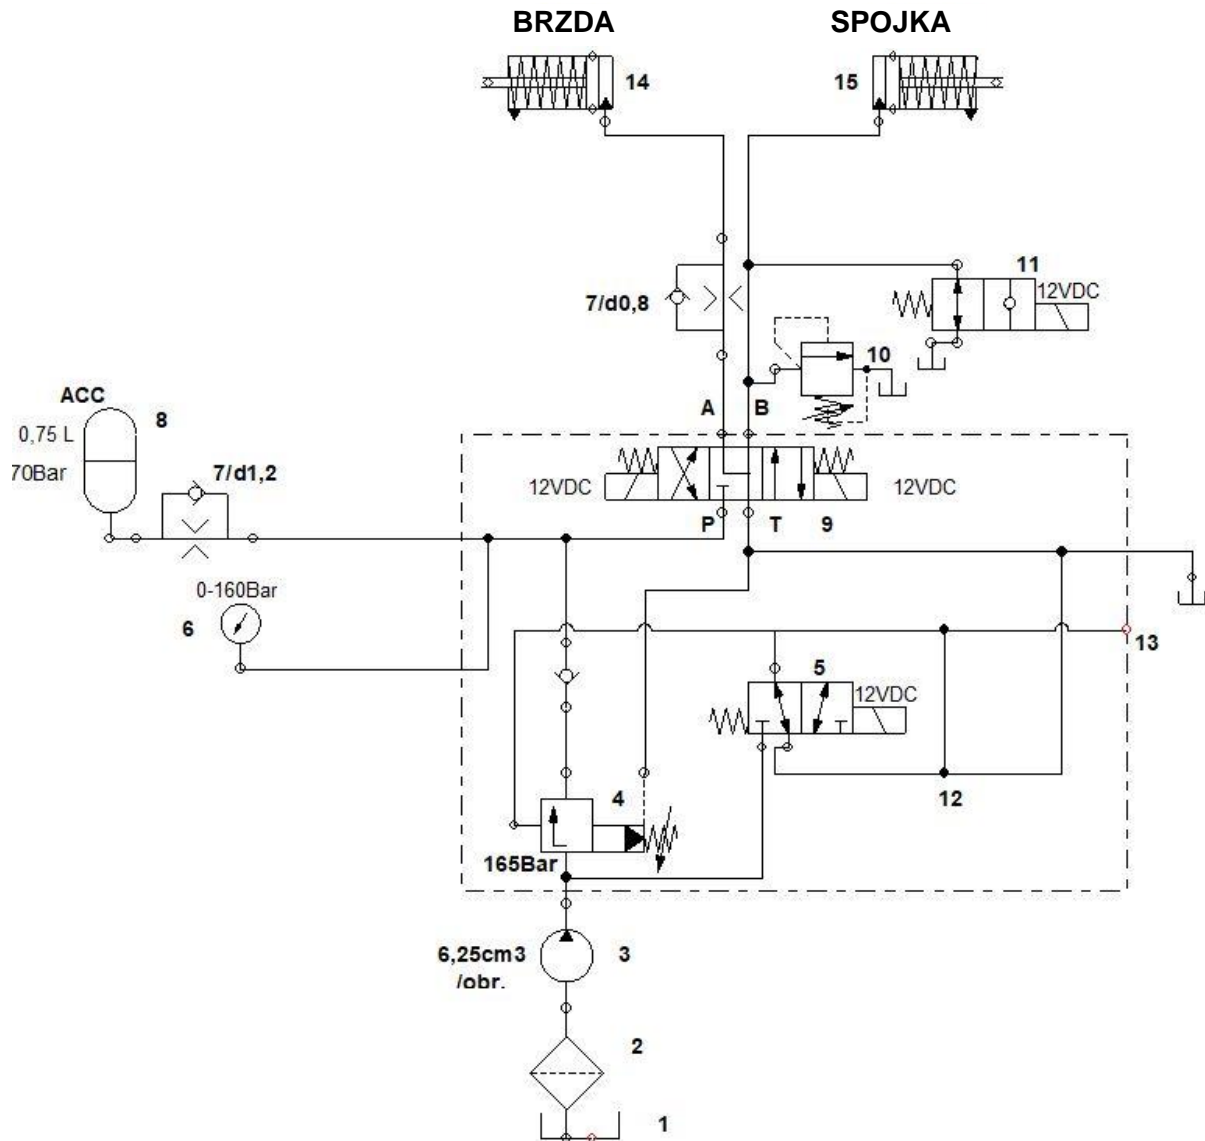 BRZDA
SPOJKA
14
15
11
12VDC
7/d0,8
10
ACC
8
A
B
0,75 L
70Bar
7/d1,2
12VDC
12VDC
P
T
9
0-160Bar
6
13
5
12VDC
4
12
165Bar
6,25cm3
/obr.
3
2
1